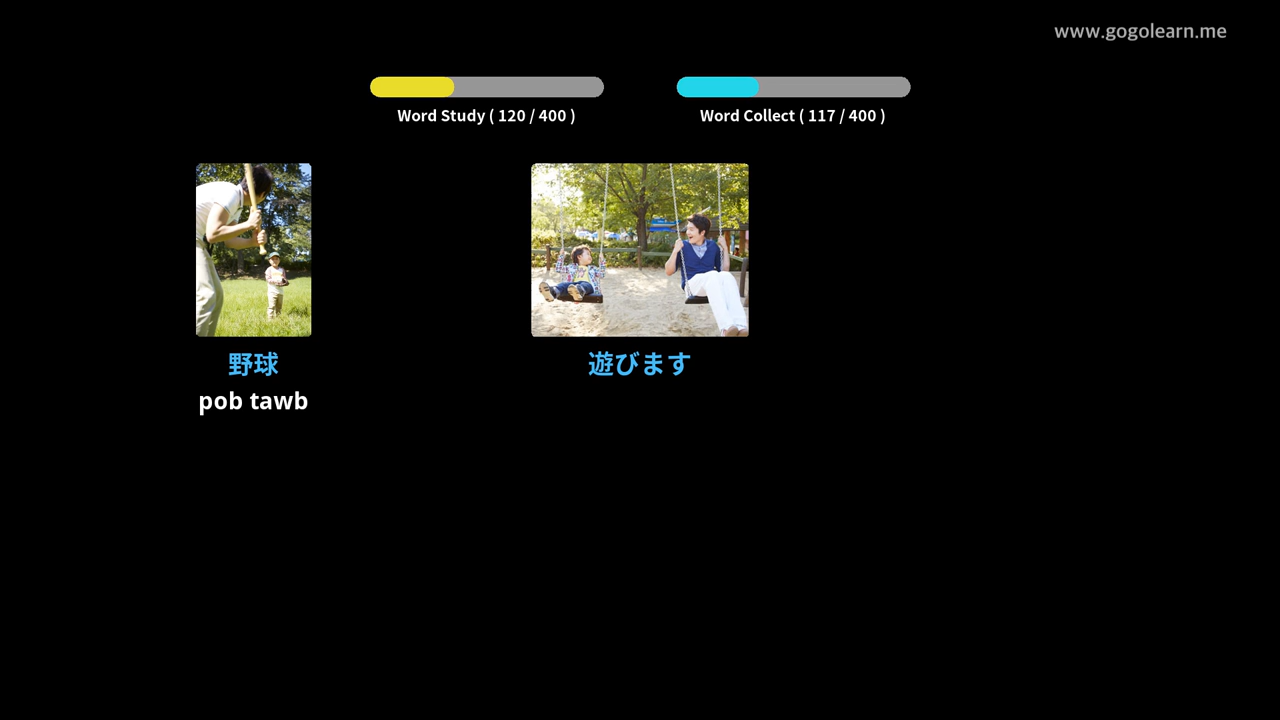 www.gogolearn.me
Word Study ( 120 / 400 )
Word Collect ( 117 / 400 )
野球
pob tawb
遊びます